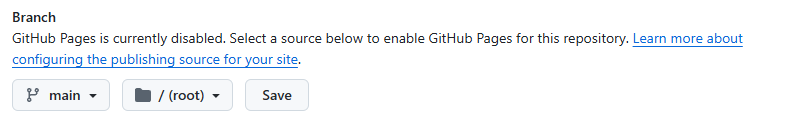 Branch
GitHub Pages is currently disabled. Select a source below to enable GitHub Pages for this repository. Learn more about
configuring the publishing source for your site.
main / (root) Save